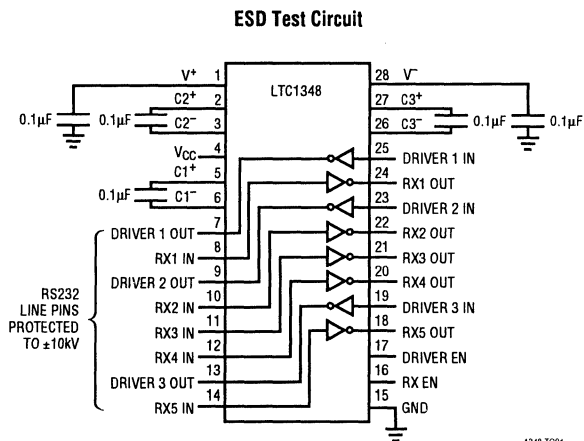 ESD Test Circuit
LTC1348
V+ 1
C2+ 2
C2– 3
0.1µF 0.1µF
VCC 4
C1+ 5
C1– 6
0.1µF
DRIVER 1 OUT 7
RX1 IN 8
DRIVER 2 OUT 9
RX2 IN 10
RX3 IN 11
RX4 IN 12
DRIVER 3 OUT 13
RX5 IN 14
RS232
LINE PINS
PROTECTED
TO ±10kV
28 V–
27 C3+
26 C3–
0.1µF 0.1µF
25 DRIVER 1 IN
24 RX1 OUT
23 DRIVER 2 IN
22 RX2 OUT
21 RX3 OUT
20 RX4 OUT
19 DRIVER 3 IN
18 RX5 OUT
17 DRIVER EN
16 RX EN
15 GND